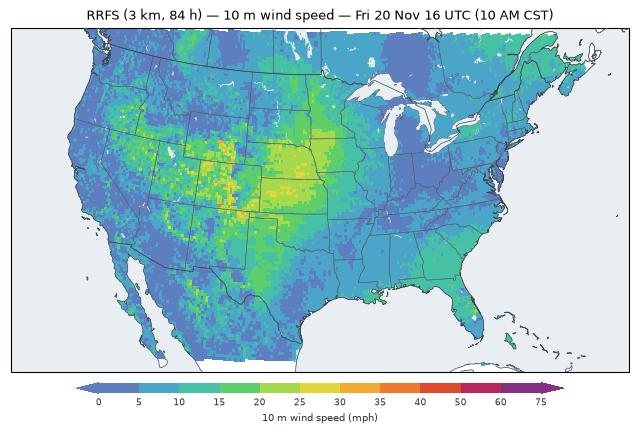 RRFS (3 km, 84 h) — 10 m wind speed — Fri 20 Nov 16 UTC (10 AM CST)
0 5 10 15 20 25 30 35 40 50 60 75
10 m wind speed (mph)